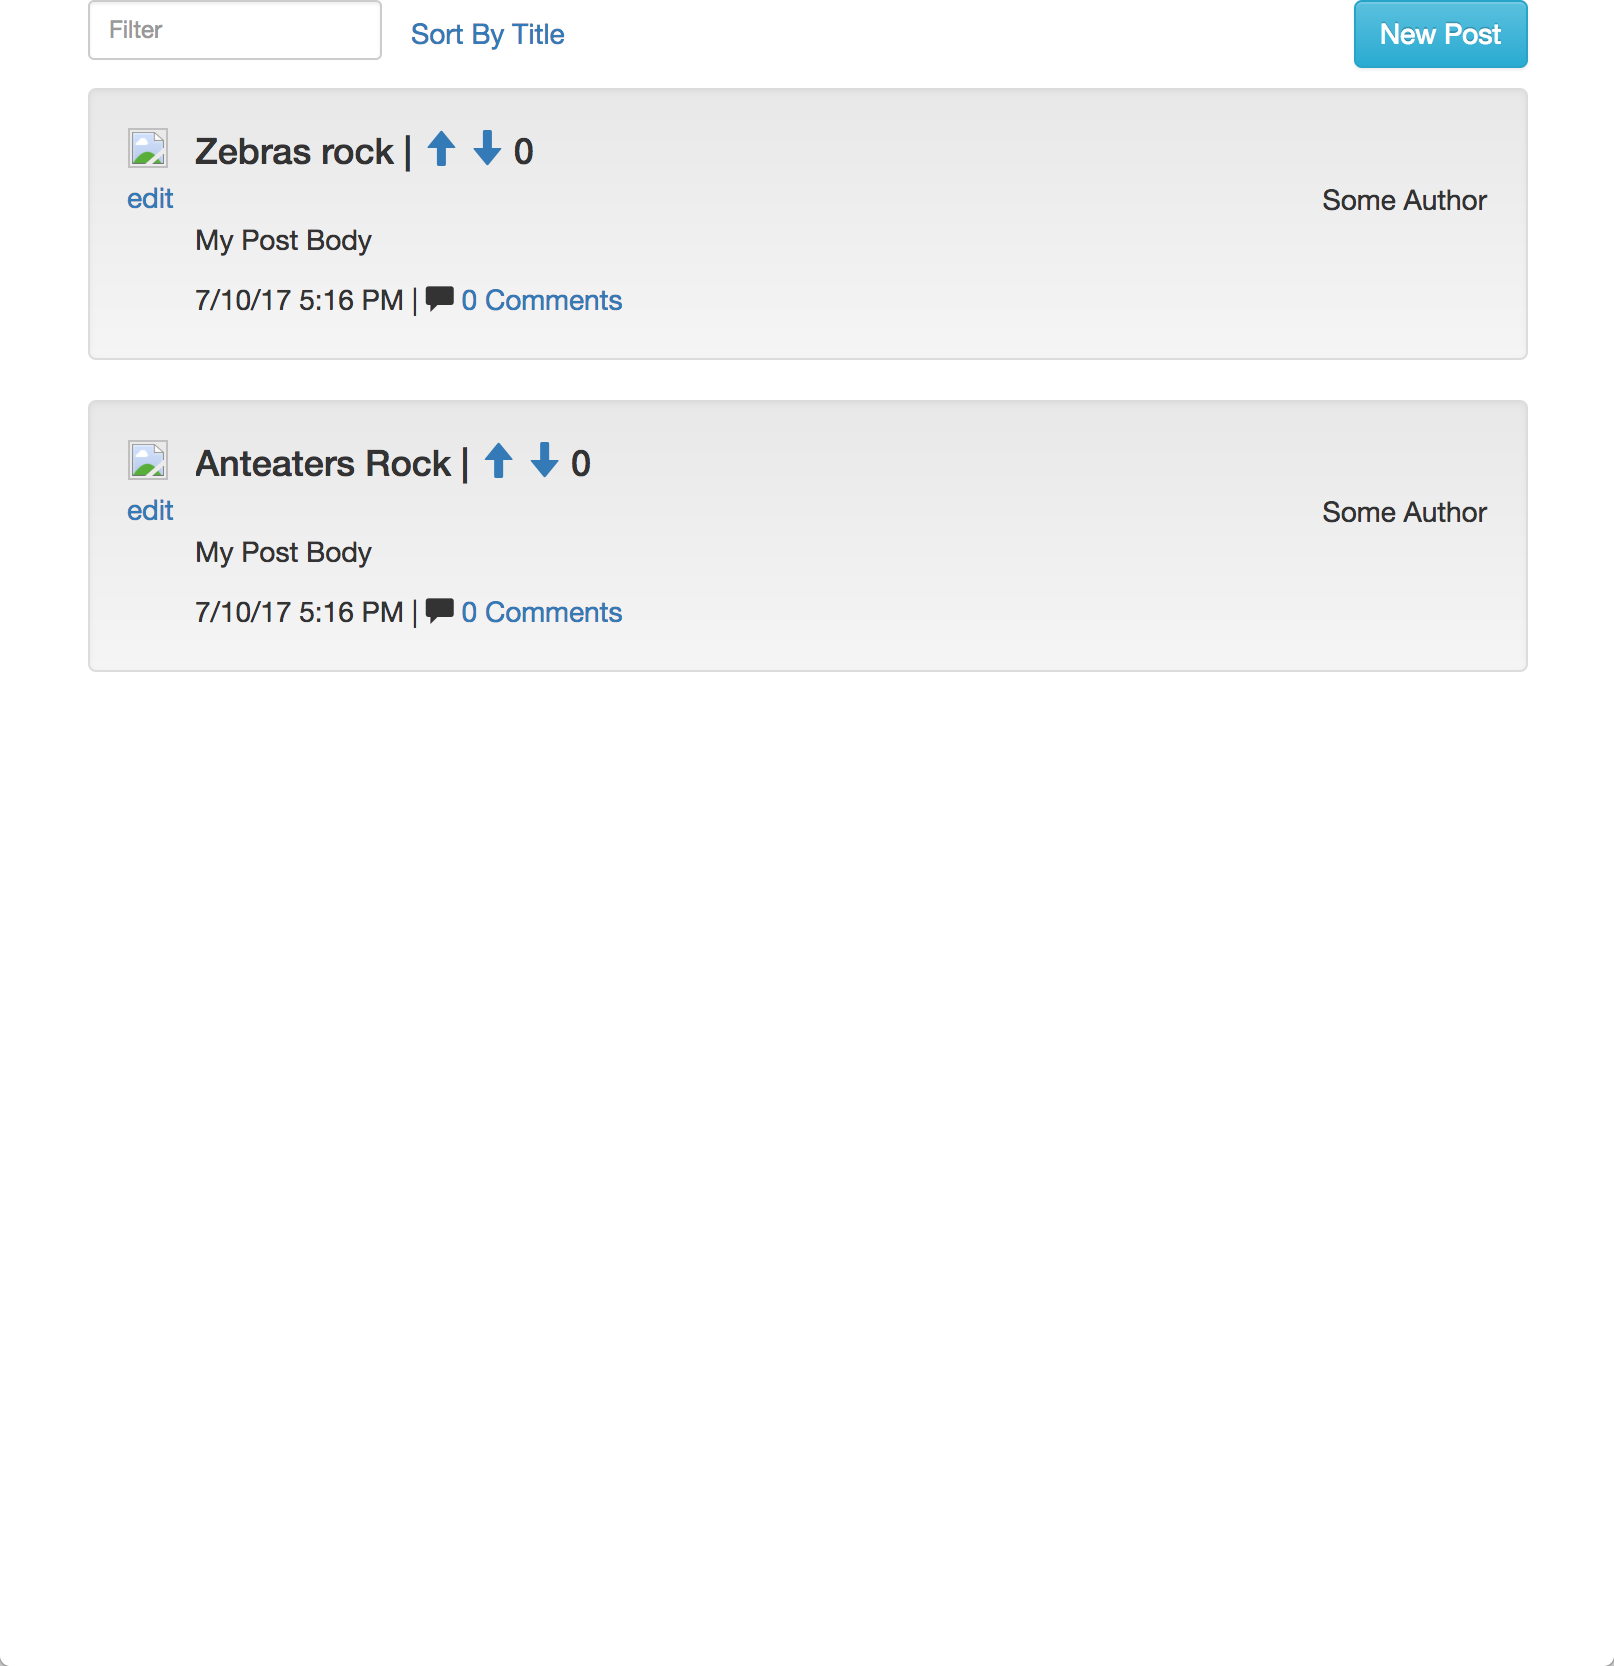 Filter Sort By Title New Post
Zebras rock | 0
edit Some Author
My Post Body
7/10/17 5:16 PM | 0 Comments
Anteaters Rock | 0
edit Some Author
My Post Body
7/10/17 5:16 PM | 0 Comments